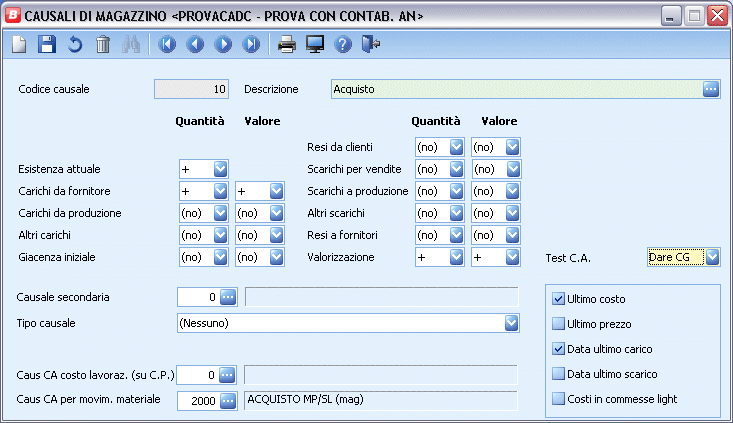 B CAUSALI DI MAGAZZINO <PROVACADC - PROVA CON CONTAB. AN>
Codice causale 10 Descrizione Acquisto
Quantità Valore Quantità Valore
Resi da clienti (no) (no)
Esistenza attuale + Scarichi per vendite (no) (no)
Carichi da fornitore + + Scarichi a produzione (no) (no)
Carichi da produzione (no) (no) Altri scarichi (no) (no)
Altri carichi (no) (no) Resi a fornitori (no) (no)
Giacenza iniziale (no) (no) Valorizzazione + + Test C.A. Dare CG
Causale secondaria 0 Ultimo costo
Tipo causale (Nessuno) Ultimo prezzo
Data ultimo carico
Caus CA costo lavoraz. (su C.P.) 0 Data ultimo scarico
Caus CA per movim. materiale 2000 ACQUISTO MP/SL (mag) Costi in commesse light